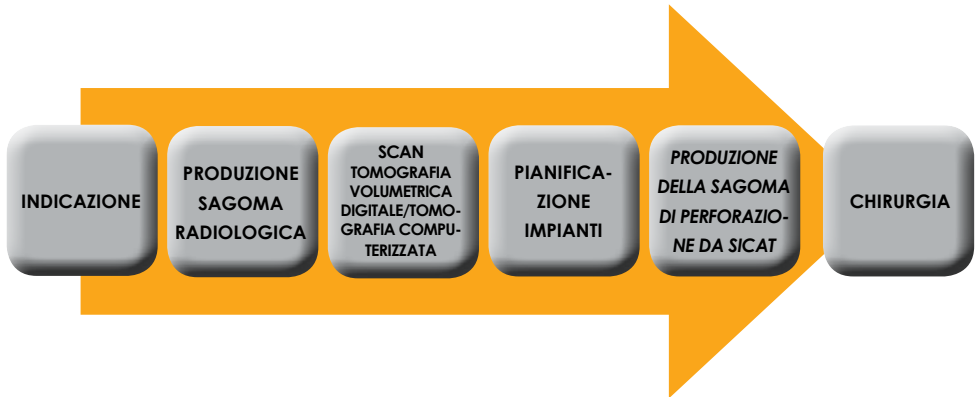 INDICAZIONE
PRODUZIONE
SAGOMA
RADIOLOGICA
SCAN
TOMOGRAFIA
VOLUMETRICA
DIGITALE/TOMO-
GRAFIA COMPU-
TERIZZATA
PIANIFICA-
ZIONE
IMPIANTI
PRODUZIONE
DELLA SAGOMA
DI PERFORAZIO-
NE DA SICAT
CHIRURGIA